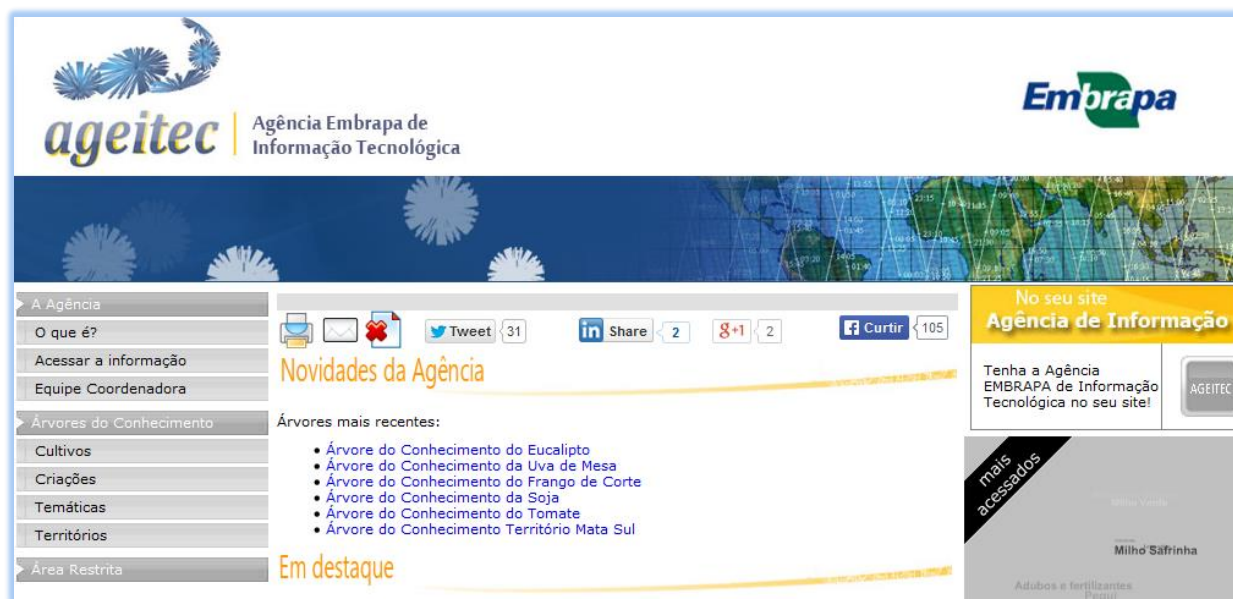 ageitec
Agência Embrapa de
Informação Tecnológica
Embrapa
A Agência
O que é?
Acessar a informação
Equipe Coordenadora
Árvores do Conhecimento
Cultivos
Criações
Temáticas
Territórios
Área Restrita
Tweet 31
in Share 2
g+1 2
f Curtir 105
Novidades da Agência
Árvores mais recentes:
Árvore do Conhecimento do Eucalipto
Árvore do Conhecimento da Uva de Mesa
Árvore do Conhecimento do Frango de Corte
Árvore do Conhecimento da Soja
Árvore do Conhecimento do Tomate
Árvore do Conhecimento Território Mata Sul
Em destaque
No seu site
Agência de Informação
Tenha a Agência
EMBRAPA de Informação
Tecnológica no seu site!
AGEITEC
mais
acessados
Milho Verde
Milho Safrinha
Adubos e fertilizantes
Pequi